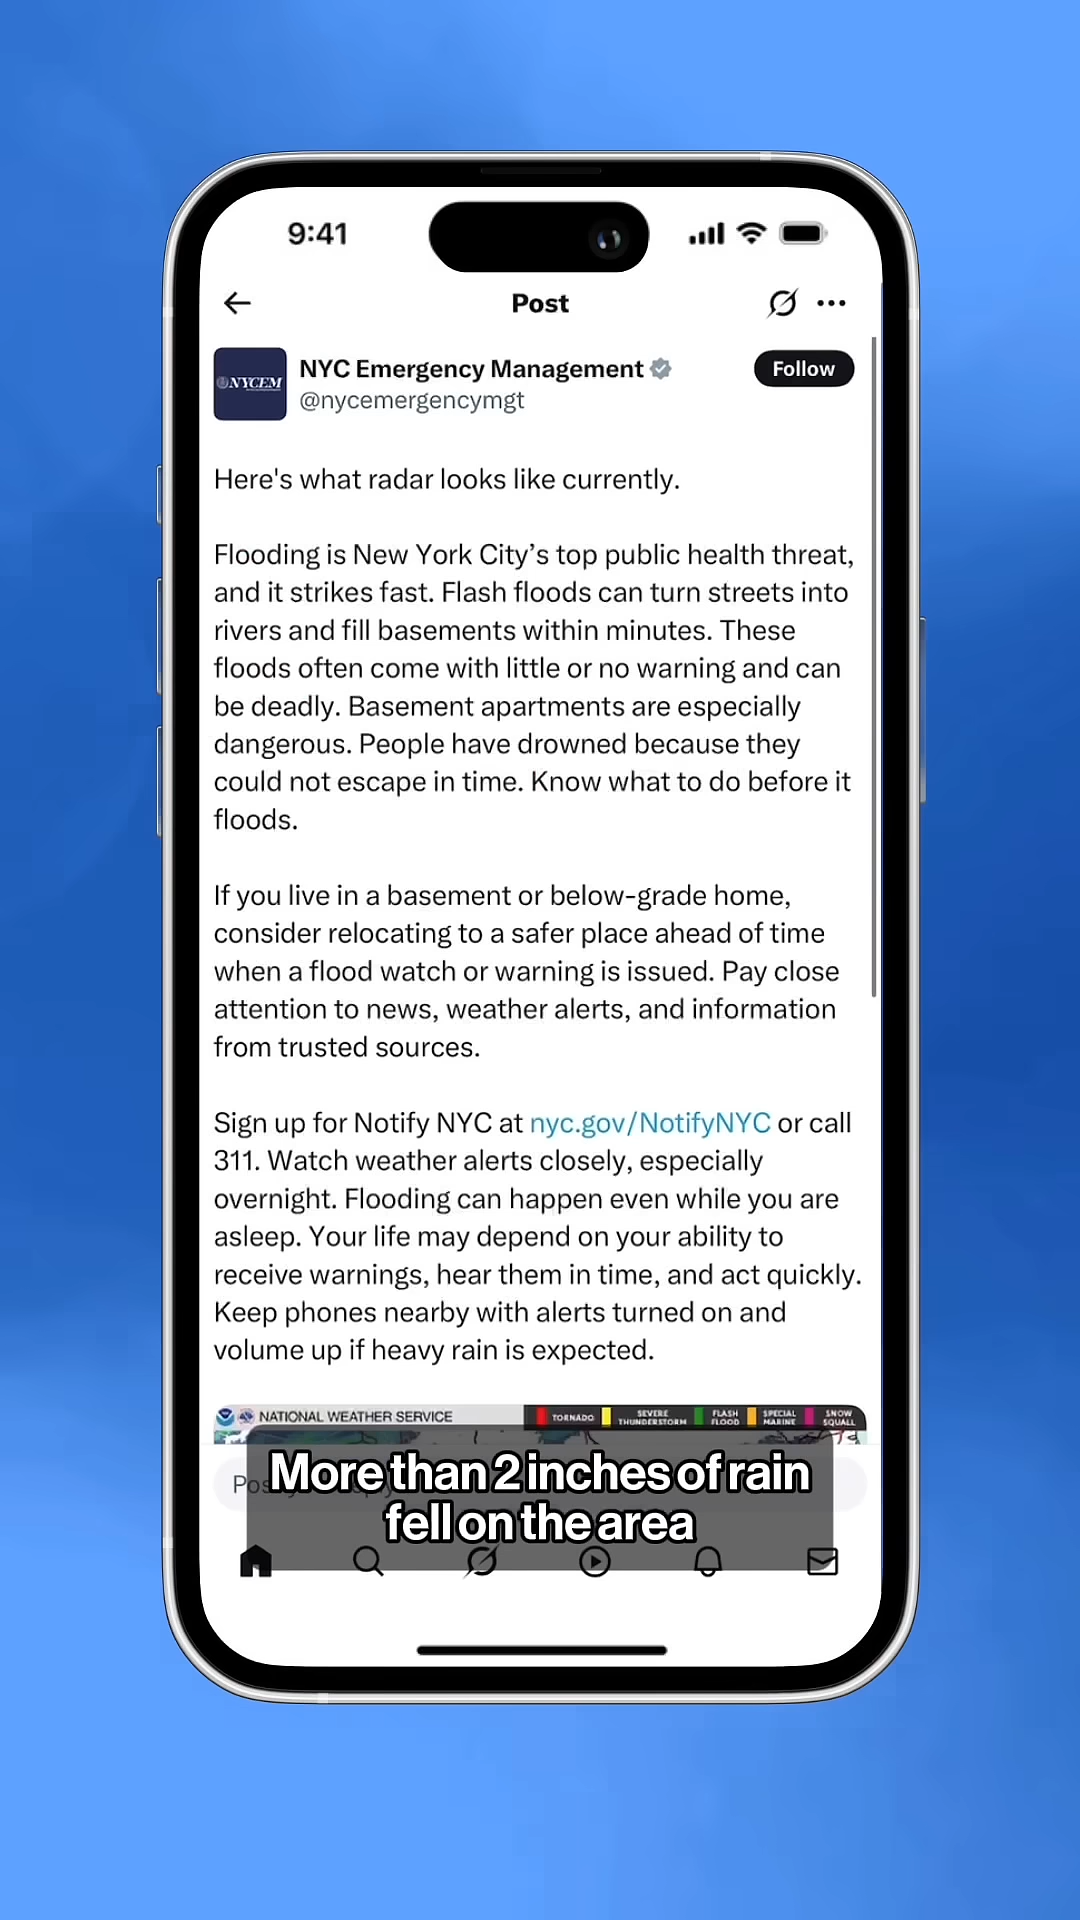 9:41
Post
NYCEM
NYC Emergency Management
Follow
@nycemergencymgt
Here's what radar looks like currently.
Flooding is New York City’s top public health threat,
and it strikes fast. Flash floods can turn streets into
rivers and fill basements within minutes. These
floods often come with little or no warning and can
be deadly. Basement apartments are especially
dangerous. People have drowned because they
could not escape in time. Know what to do before it
floods.
If you live in a basement or below-grade home,
consider relocating to a safer place ahead of time
when a flood watch or warning is issued. Pay close
attention to news, weather alerts, and information
from trusted sources.
Sign up for Notify NYC at nyc.gov/NotifyNYC or call
311. Watch weather alerts closely, especially
overnight. Flooding can happen even while you are
asleep. Your life may depend on your ability to
receive warnings, hear them in time, and act quickly.
Keep phones nearby with alerts turned on and
volume up if heavy rain is expected.
NATIONAL WEATHER SERVICE
TORNADO
SEVERE
THUNDERSTORM
FLASH
FLOOD
SPECIAL
MARINE
SNOW
SQUALL
More than 2 inches of rain
fell on the area